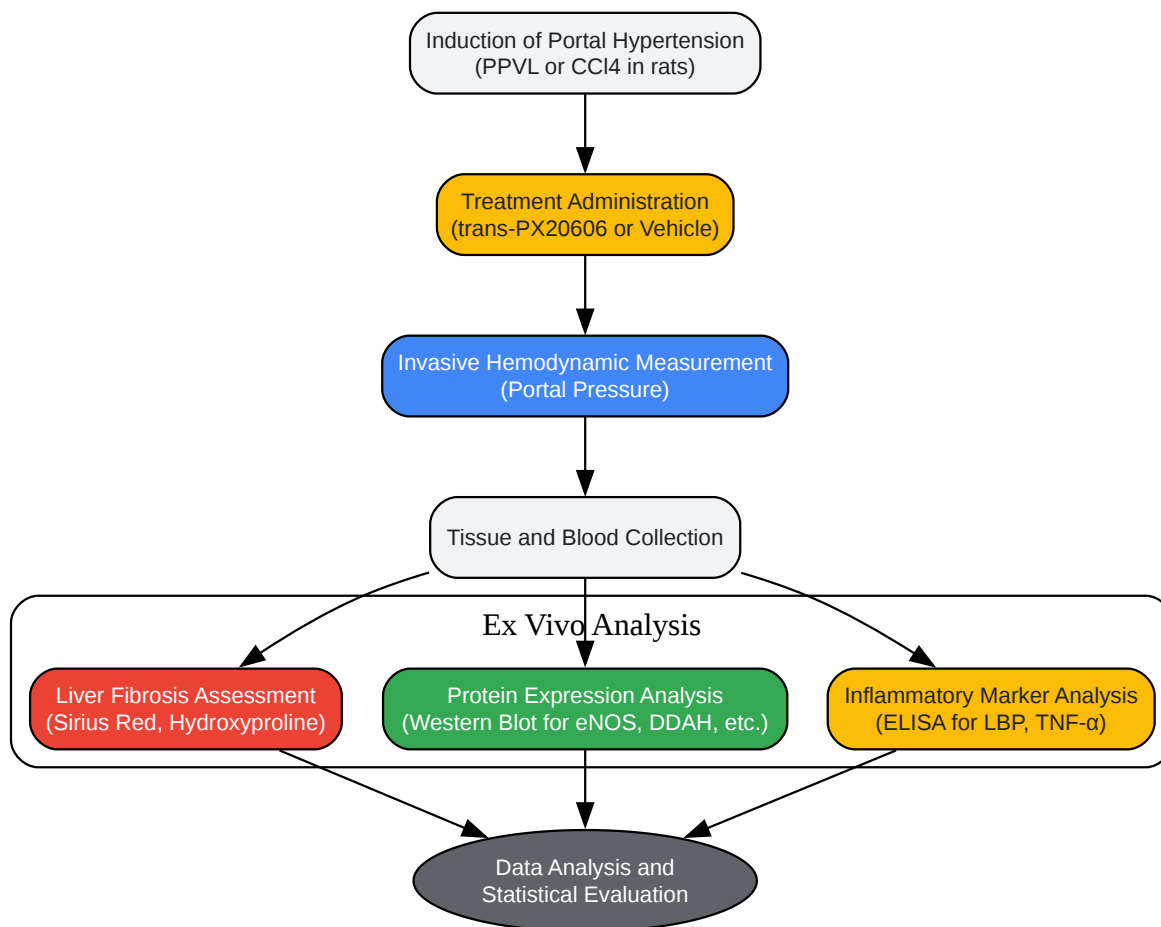 Induction of Portal Hypertension
(PPVL or CCl4 in rats)
Treatment Administration
(trans-PX20606 or Vehicle)
Invasive Hemodynamic Measurement
(Portal Pressure)
Tissue and Blood Collection
Ex Vivo Analysis
Liver Fibrosis Assessment
(Sirius Red, Hydroxyproline)
Protein Expression Analysis
(Western Blot for eNOS, DDAH, etc.)
Inflammatory Marker Analysis
(ELISA for LBP, TNF-α)
Data Analysis and
Statistical Evaluation